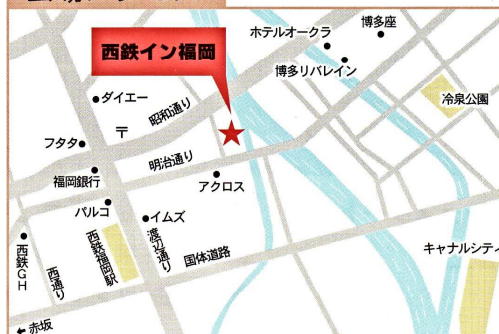 博多座
ホテルオークラ
西鉄イン福岡
博多リバレイン
ダイエー
冷泉公園
昭和通り
〒
フタタ
明治通り
福岡銀行
アクロス
パルコ
イムズ
渡辺通り
西鉄福岡駅
国体道路
キャナルシティ
西鉄GH
西通り
赤坂